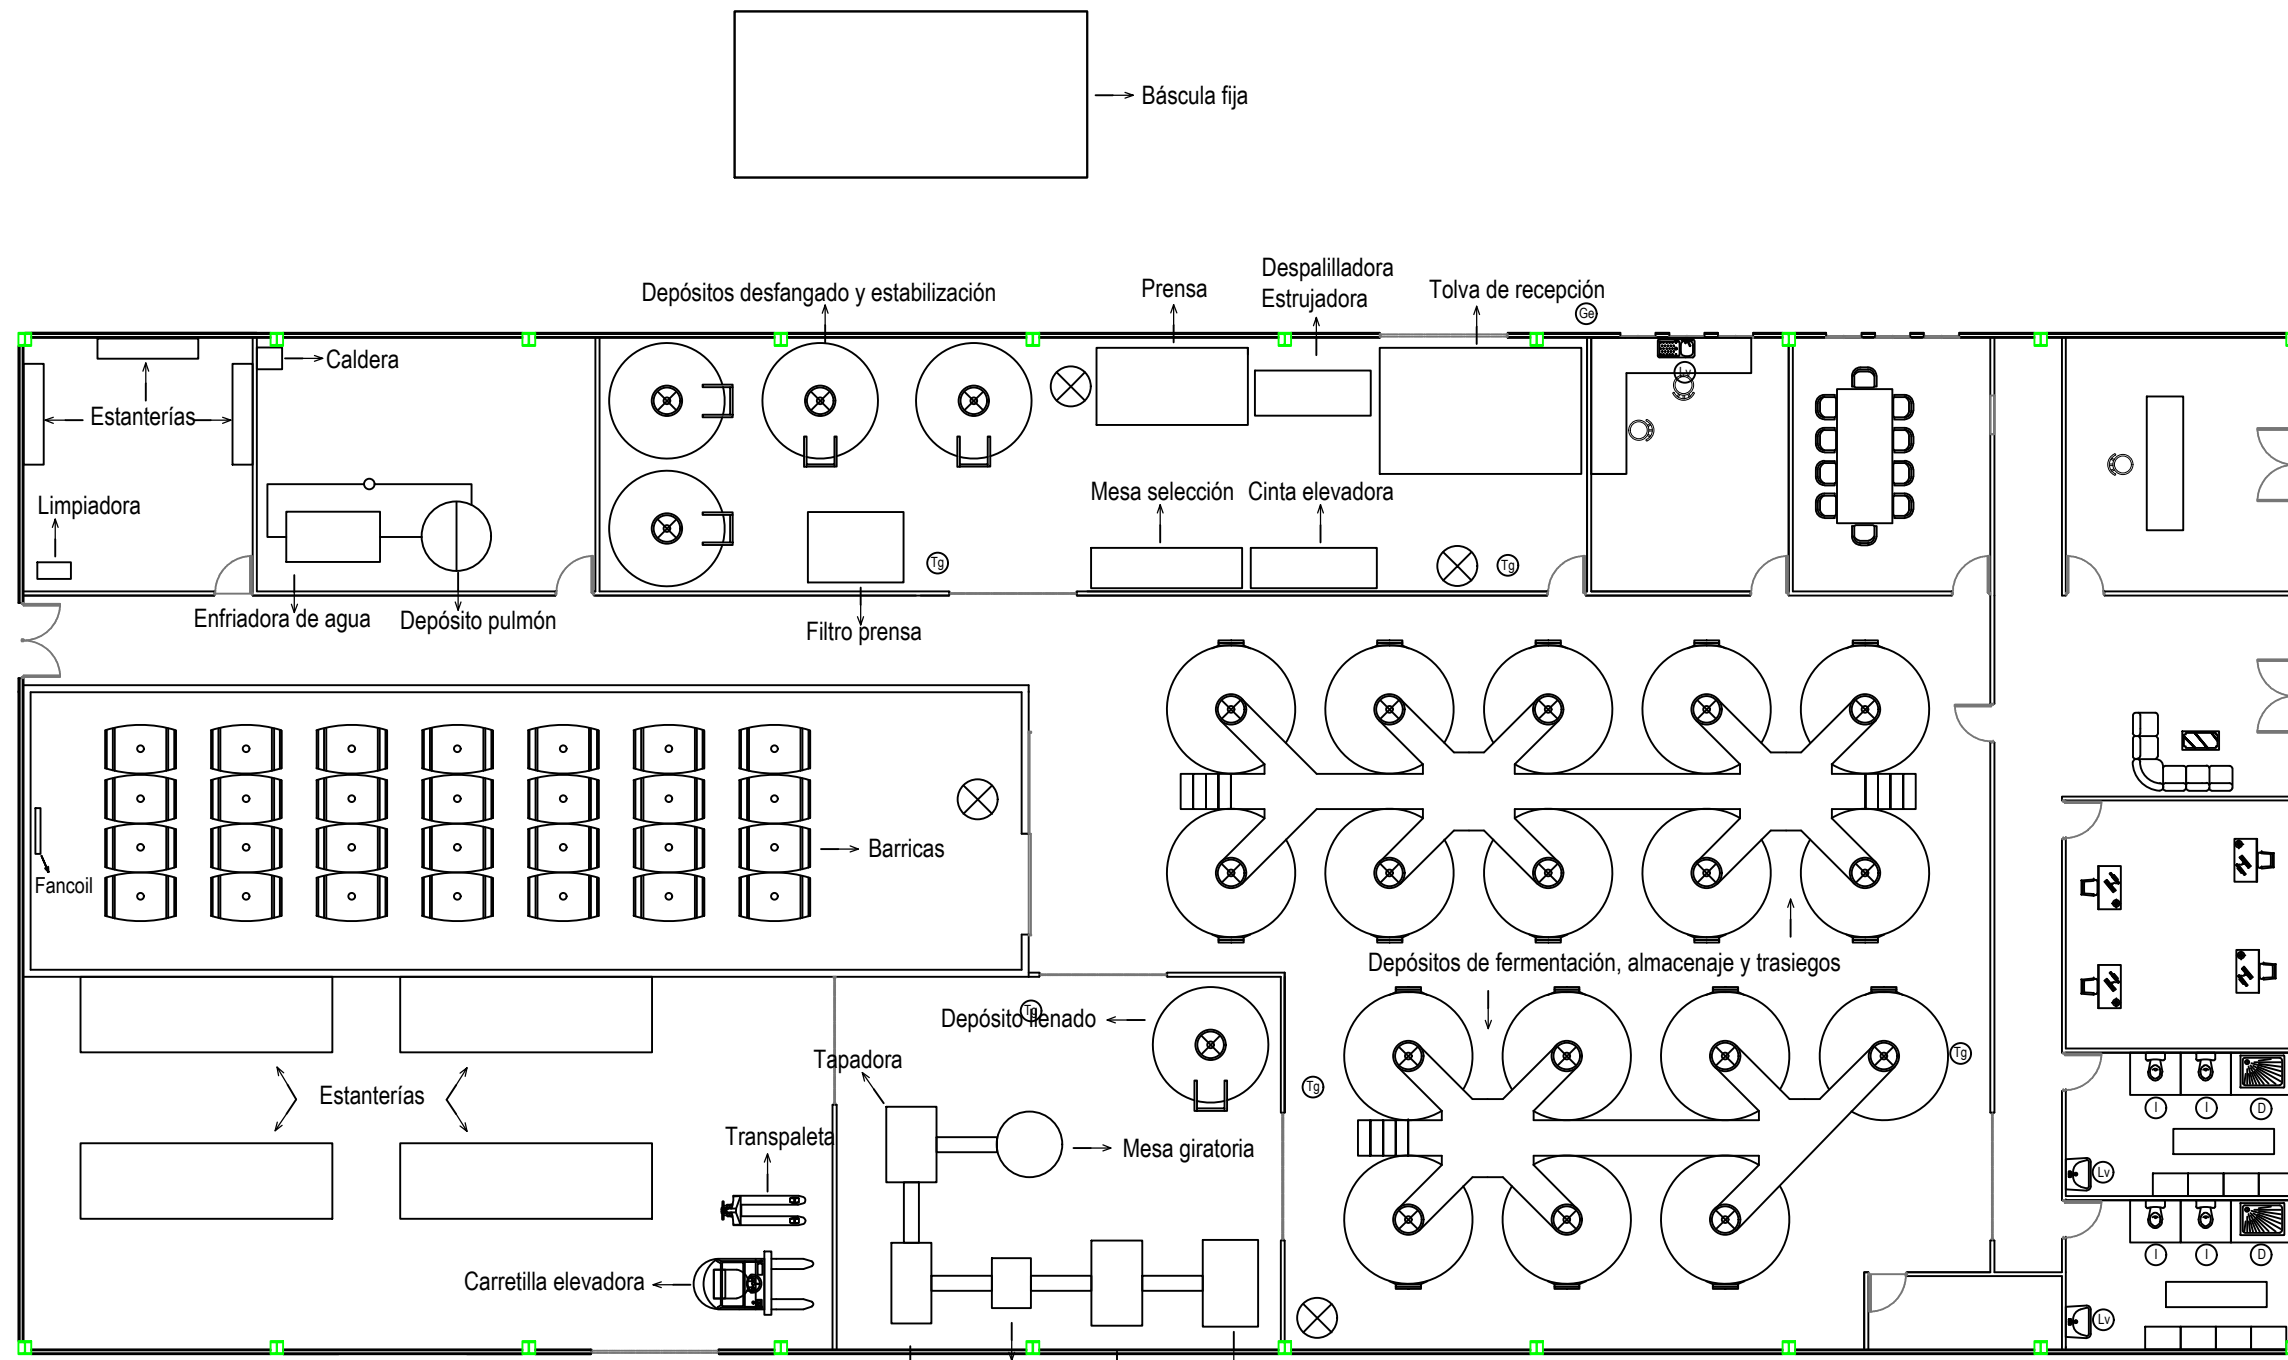 Báscula fija
Despalilladora
Estrujadora
Depósitos desfangado y estabilización
Prensa
Tolva de recepción
Ge
Caldera
Lv
Estanterías
Limpiadora
Mesa selección
Cinta elevadora
Tg
Tg
Enfriadora de agua
Depósito pulmón
Filtro prensa
Barricas
Fancoil
Depósitos de fermentación, almacenaje y trasiegos
Depósito llenado
Tg
Tapadora
Tg
Tg
Estanterías
I
I
D
Transpaleta
Mesa giratoria
Lv
I
I
D
Carretilla elevadora
Lv